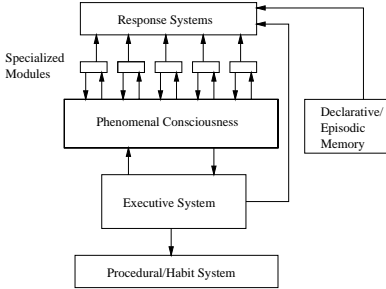 Response Systems
Specialized
Modules
Phenomenal Consciousness
Declarative/
Episodic
Memory
Executive System
Procedural/Habit System